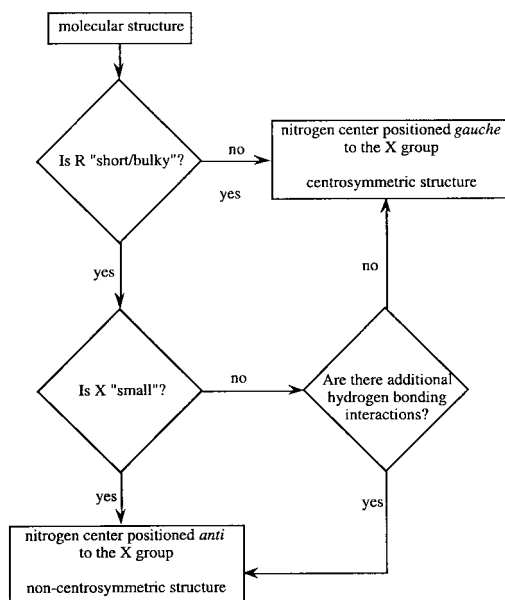 molecular structure
Is R "short/bulky"?
no
yes
nitrogen center positioned gauche
to the X group
centrosymmetric structure
yes
no
Is X "small"?
no
Are there additional
hydrogen bonding
interactions?
yes
yes
nitrogen center positioned anti
to the X group
non-centrosymmetric structure